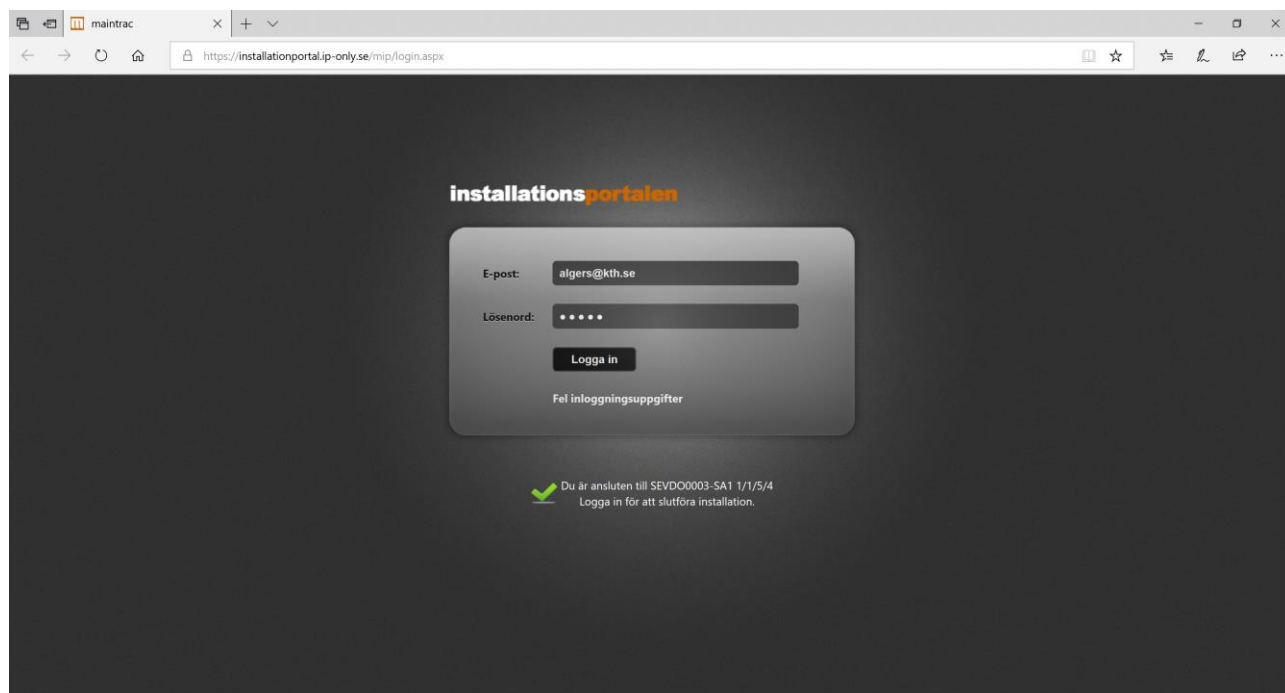 maintrac
https://installationportal.ip-only.se/mip/login.aspx
installationsportalen
E-post: algers@kth.se
Lösenord: •••••
Logga in
Fel inloggningsuppgifter
Du är ansluten till SEVDO0003-SA1 1/1/5/4
Logga in för att slutföra installation.